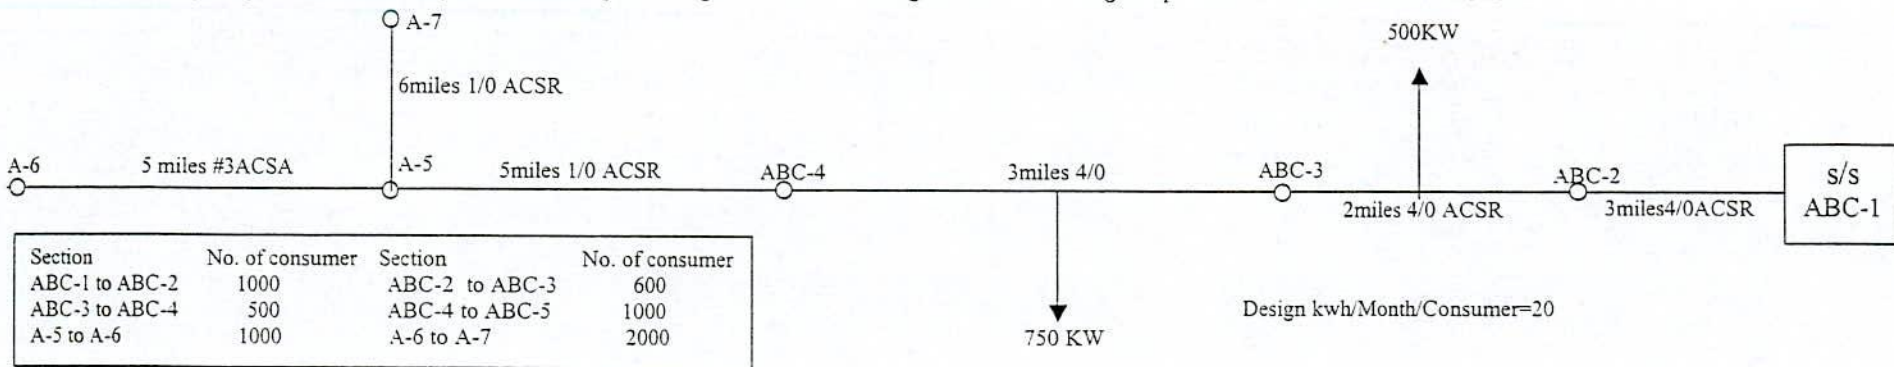 A-7
500KW
6miles 1/0 ACSR
A-6
5 miles #3ACSA
A-5
5miles 1/0 ACSR
ABC-4
3miles 4/0
ABC-3
2miles 4/0 ACSR
ABC-2
3miles4/0ACSR
s/s
ABC-1
750 KW
Section No. of consumer Section No. of consumer
ABC-1 to ABC-2 1000 ABC-2 to ABC-3 600
ABC-3 to ABC-4 500 ABC-4 to ABC-5 1000
A-5 to A-6 1000 A-6 to A-7 2000
Design kwh/Month/Consumer=20